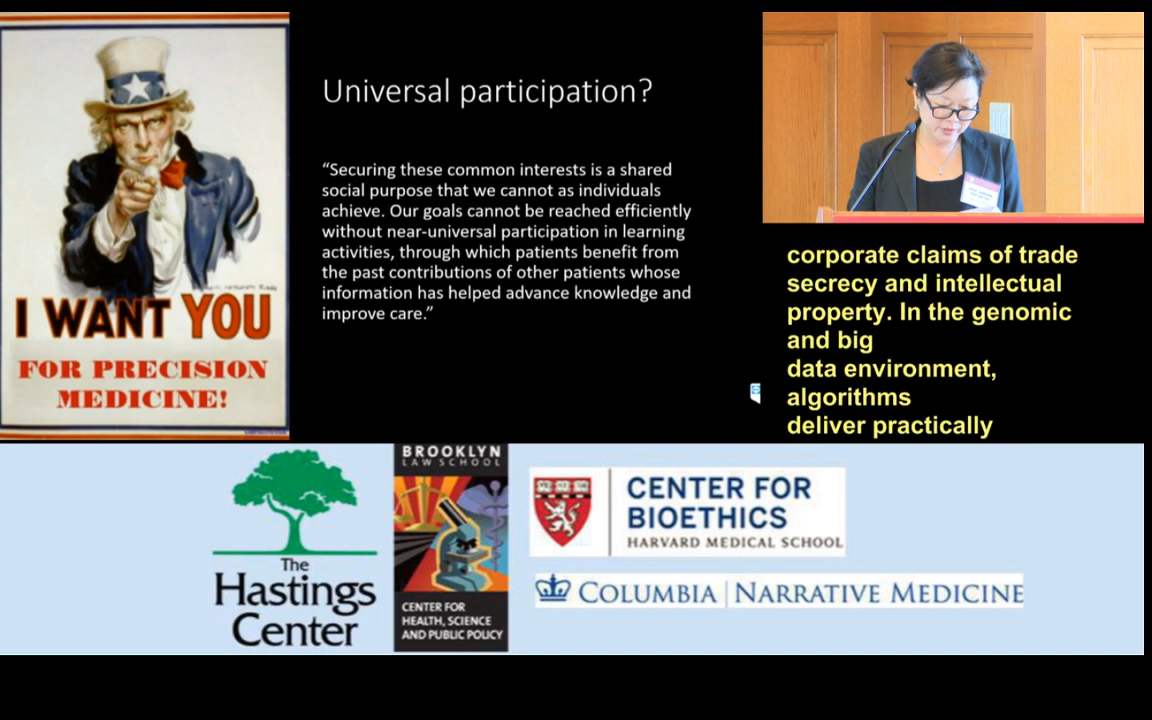 I WANT YOU
FOR PRECISION
MEDICINE!
Universal participation?
“Securing these common interests is a shared
social purpose that we cannot as individuals
achieve. Our goals cannot be reached efficiently
without near-universal participation in learning
activities, through which patients benefit from
the past contributions of other patients whose
information has helped advance knowledge and
improve care.”
corporate claims of trade
secrecy and intellectual
property. In the genomic
and big
data environment,
algorithms
deliver practically
The
Hastings
Center
BROOKLYN
LAW SCHOOL
CENTER FOR
HEALTH, SCIENCE
AND PUBLIC POLICY
CENTER FOR
BIOETHICS
HARVARD MEDICAL SCHOOL
COLUMBIA | NARRATIVE MEDICINE